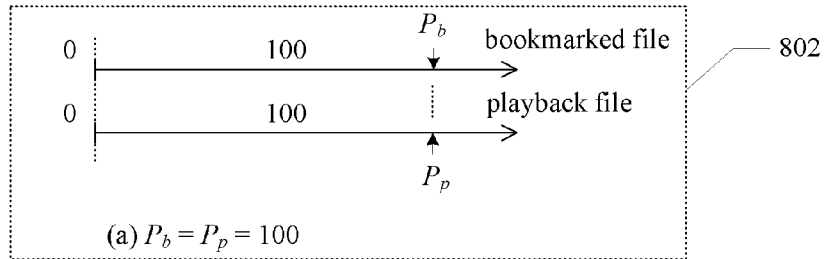 P_b
0 100 bookmarked file
802
0 100 playback file
P_p
(a) P_b = P_p = 100